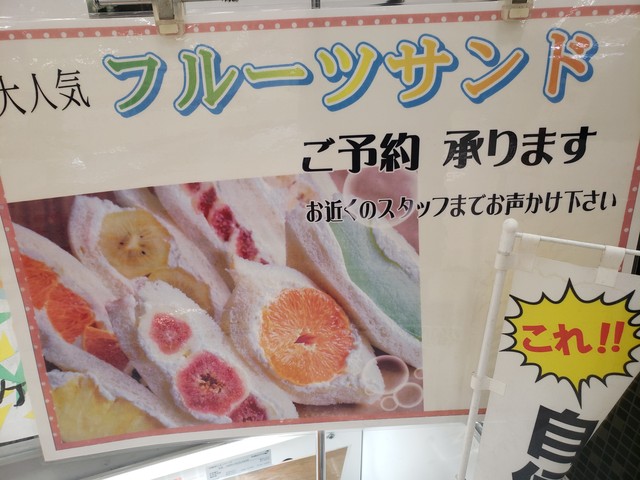 大人気 フルーツサンド
ご予約 承ります
お近くのスタッフまでお声かけ下さい
これ!!
自